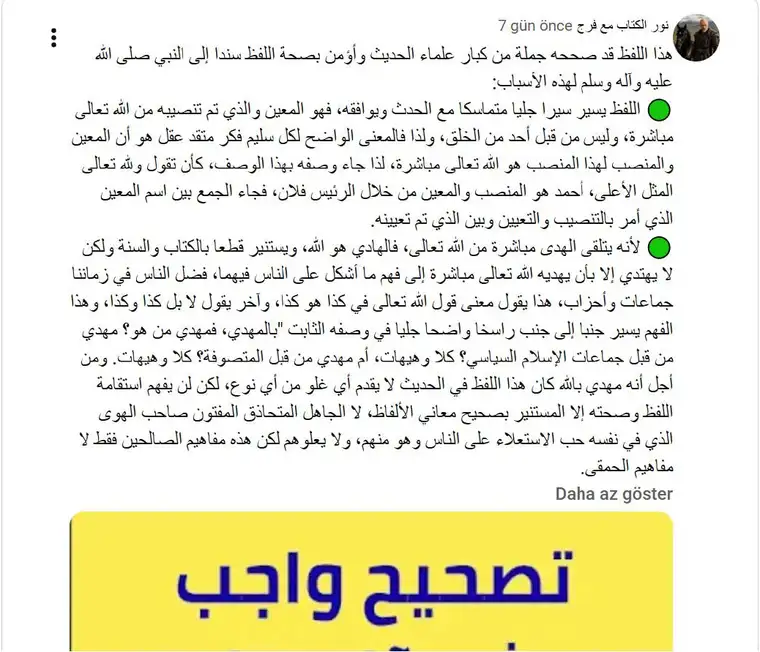 نور الكتاب مع فرج 7 gün önce
هذا اللفظ قد صححه جملة من كبار علماء الحديث وأؤمن بصحة اللفظ سندا إلى النبي صلى الله
عليه وآله وسلم لهذه الأسباب:
🟢 اللفظ يسير سيرا جليا متماسكا مع الحدث ويوافقه، فهو المعين والذي تم تنصيبه من الله تعالى
مباشرة، وليس من قبل أحد من الخلق، ولذا فالمعنى الواضح لكل سليم فكر متقد عقل هو أن المعين
والمنصب لهذا المنصب هو الله تعالى مباشرة، لذا جاء وصفه بهذا الوصف، كأن تقول ولله تعالى
المثل الأعلى، أحمد هو المنصب والمعين من خلال الرئيس فلان، فجاء الجمع بين اسم المعين
الذي أمر بالتنصيب والتعيين وبين الذي تم تعيينه.
🟢 لأنه يتلقى الهدى مباشرة من الله تعالى، فالهادي هو الله، ويستنير قطعا بالكتاب والسنة ولكن
لا يهتدي إلا بأن يهديه الله تعالى مباشرة إلى فهم ما أشكل على الناس فيهما، فضل الناس في زماننا
جماعات وأحزاب، هذا يقول معنى قول الله تعالى في كذا هو كذا، وآخر يقول لا بل كذا وكذا، وهذا
الفهم يسير جنبا إلى جنب راسخا واضحا جليا في وصفه الثابت "بالمهدي، فمهدي من هو؟ مهدي
من قبل جماعات الإسلام السياسي؟ كلا وهيهات، أم مهدي من قبل المتصوفة؟ كلا وهيهات. ومن
أجل أنه مهدي بالله كان هذا اللفظ في الحديث لا يقدم أي غلو من أي نوع، لكن لن يفهم استقامة
اللفظ وصحته إلا المستنير بصحيح معاني الألفاظ، لا الجاهل المتحاذق المفتون صاحب الهوى
الذي في نفسه حب الاستعلاء على الناس وهو منهم، ولا يعلوهم لكن هذه مفاهيم الصالحين فقط لا
مفاهيم الحمقى.
Daha az göster
تصحيح واجب